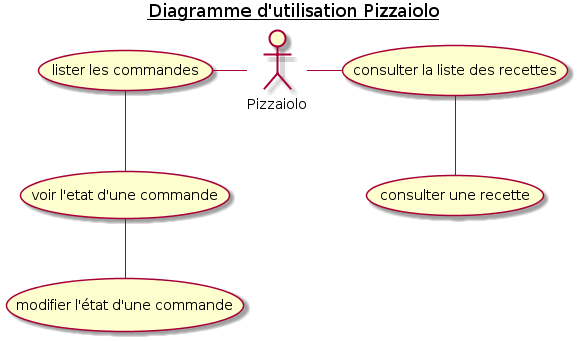 Diagramme d'utilisation Pizzaiolo
lister les commandes
consulter la liste des recettes
Pizzaiolo
voir l'etat d'une commande
consulter une recette
modifier l'état d'une commande